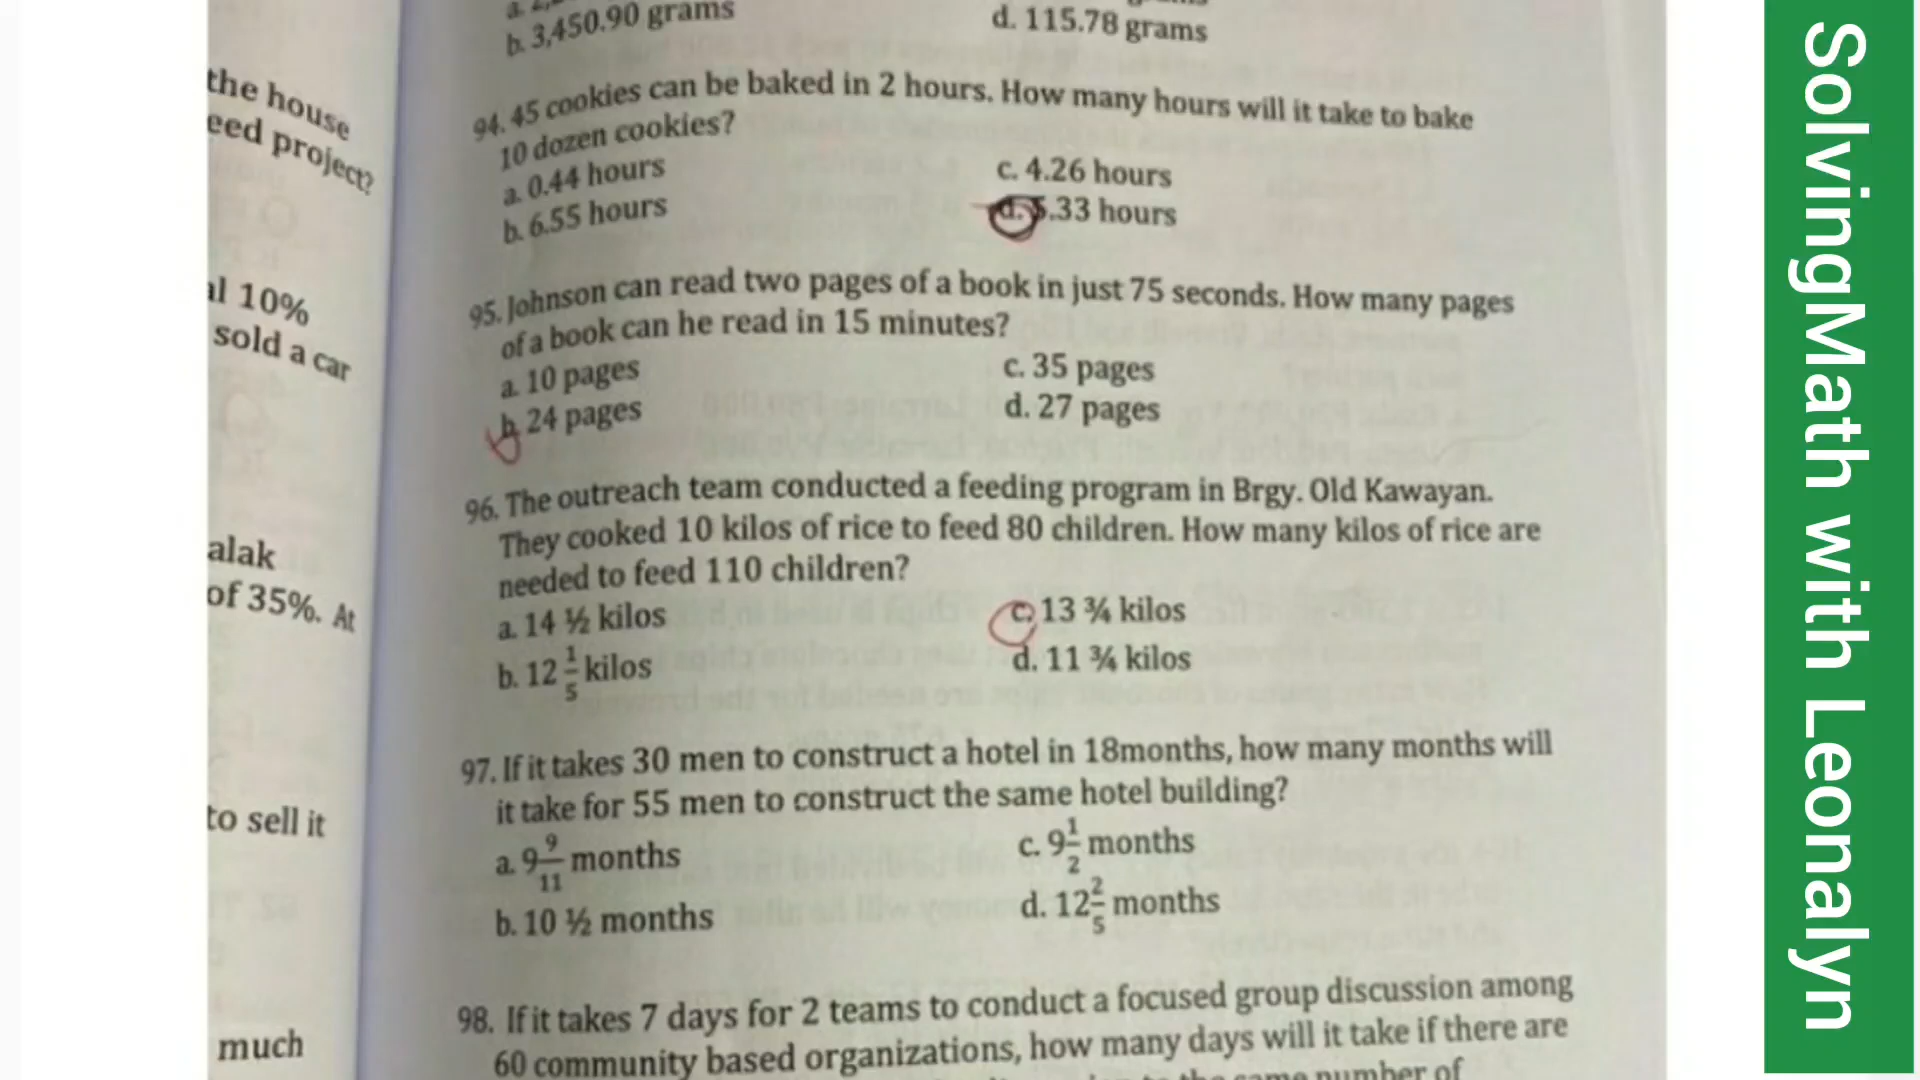 b. 3,450.90 grams
d. 115.78 grams
94. 45 cookies can be baked in 2 hours. How many hours will it take to bake
10 dozen cookies?
a. 0.44 hours
c. 4.26 hours
b. 6.55 hours
d. 5.33 hours
95. Johnson can read two pages of a book in just 75 seconds. How many pages
of a book can he read in 15 minutes?
a. 10 pages
c. 35 pages
b. 24 pages
d. 27 pages
96. The outreach team conducted a feeding program in Brgy. Old Kawayan.
They cooked 10 kilos of rice to feed 80 children. How many kilos of rice are
needed to feed 110 children?
a. 14 ½ kilos
c. 13 ¾ kilos
b. 12 1/5 kilos
d. 11 ¾ kilos
97. If it takes 30 men to construct a hotel in 18months, how many months will
it take for 55 men to construct the same hotel building?
a. 9 9/11 months
c. 9 1/2 months
b. 10 ½ months
d. 12 2/5 months
98. If it takes 7 days for 2 teams to conduct a focused group discussion among
60 community based organizations, how many days will it take if there are
the same number of
the house
eed project?
al 10%
sold a car
alak
of 35%. At
to sell it
much
SolvingMath with Leonalyn